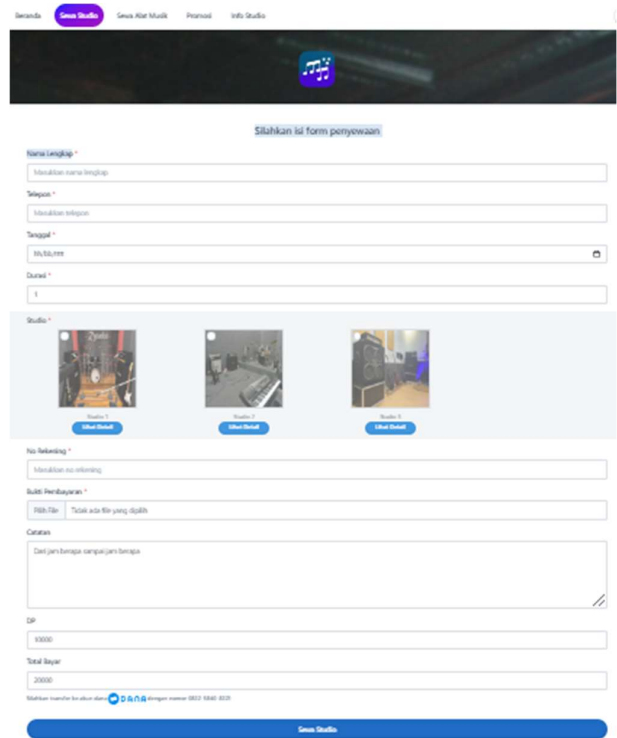 Beranda Sewa Studio Sewa Alat Musik Promosi Info Studio
Silahkan isi form penyewaan
Nama Lengkap *
Masukkan nama lengkap
Telepon *
Masukkan telepon
Tanggal *
hh/bb/tttt
Durasi *
1
Studio *
Studio 1 Studio 2 Studio 3
Lihat Detail Lihat Detail Lihat Detail
No Rekening *
Masukkan no rekening
Bukti Pembayaran *
Pilih File Tidak ada file yang dipilih
Catatan
Dari jam berapa sampai jam berapa
DP
10000
Total Bayar
20000
Silahkan transfer ke akun dana DANA dengan nomor
Sewa Studio